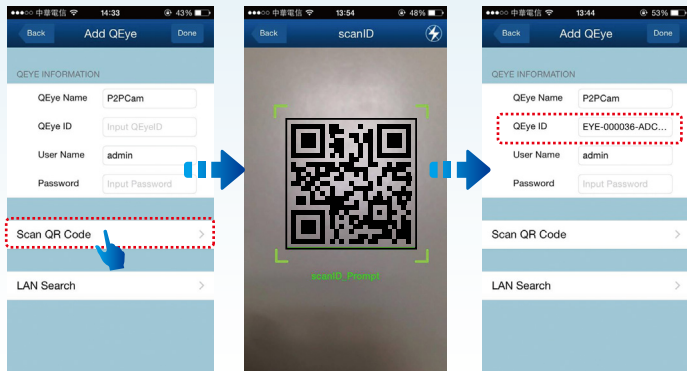 ●●●○○ 中華電信 14:33 43%
Back Add QEye Done
QEYE INFORMATION
QEye Name P2PCam
QEye ID Input QEyeID
User Name admin
Password Input Password
Scan QR Code
LAN Search
●●●○○ 中華電信 13:54 48%
Back scanID
scanID_Prompt
●●●○○ 中華電信 13:44 53%
Back Add QEye Done
QEYE INFORMATION
QEye Name P2PCam
QEye ID EYE-000036-ADC...
User Name admin
Password Input Password
Scan QR Code
LAN Search